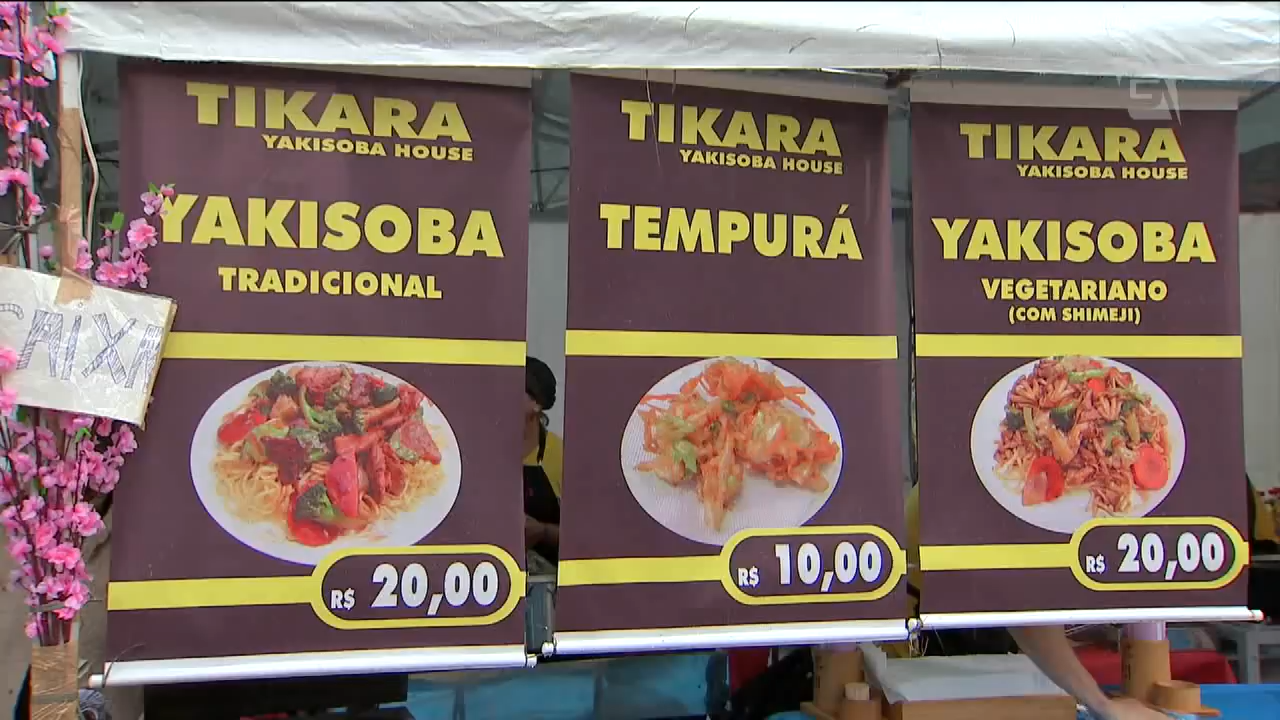 TIKARA
YAKISOBA HOUSE
YAKISOBA
TRADICIONAL
R$ 20,00
TIKARA
YAKISOBA HOUSE
TEMPURÁ
R$ 10,00
TIKARA
YAKISOBA HOUSE
YAKISOBA
VEGETARIANO
(COM SHIMEJI)
R$ 20,00
CAIXA